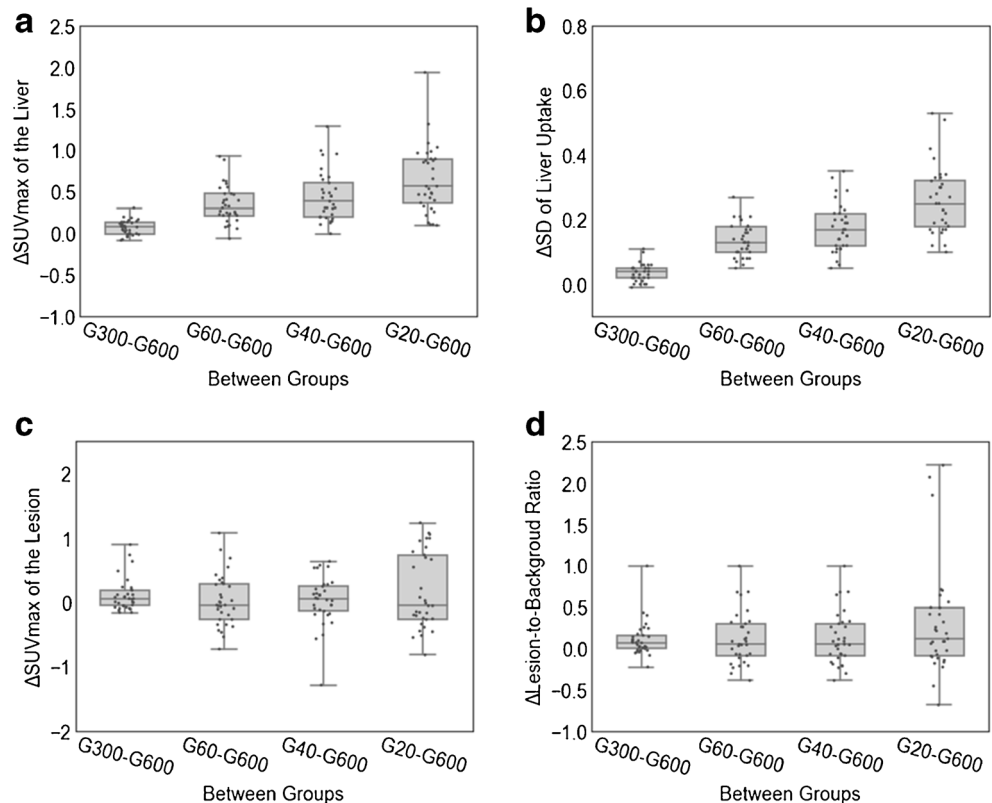 a
ΔSUVmax of the Liver
2.5
2.0
1.5
1.0
0.5
0.0
−0.5
−1.0
G300-G600
G60-G600
G40-G600
G20-G600
Between Groups
b
ΔSD of Liver Uptake
0.8
0.6
0.4
0.2
0.0
G300-G600
G60-G600
G40-G600
G20-G600
Between Groups
c
ΔSUVmax of the Lesion
2
1
0
−1
−2
G300-G600
G60-G600
G40-G600
G20-G600
Between Groups
d
ΔLesion-to-Backgroud Ratio
2.5
2.0
1.5
1.0
0.5
0.0
−0.5
−1.0
G300-G600
G60-G600
G40-G600
G20-G600
Between Groups